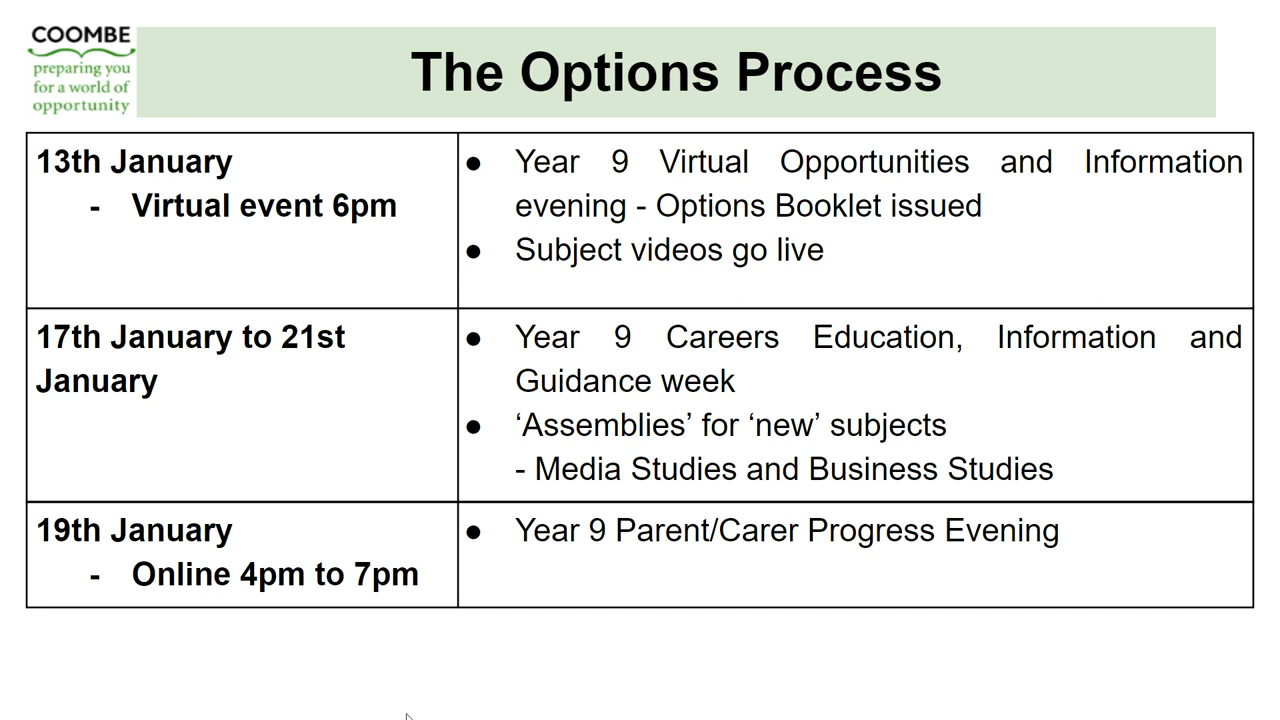 COOMBE
preparing you
for a world of
opportunity
The Options Process
13th January
- Virtual event 6pm
● Year 9 Virtual Opportunities and Information
evening - Options Booklet issued
● Subject videos go live
17th January to 21st
January
● Year 9 Careers Education, Information and
Guidance week
● ‘Assemblies’ for ‘new’ subjects
- Media Studies and Business Studies
19th January
- Online 4pm to 7pm
● Year 9 Parent/Carer Progress Evening